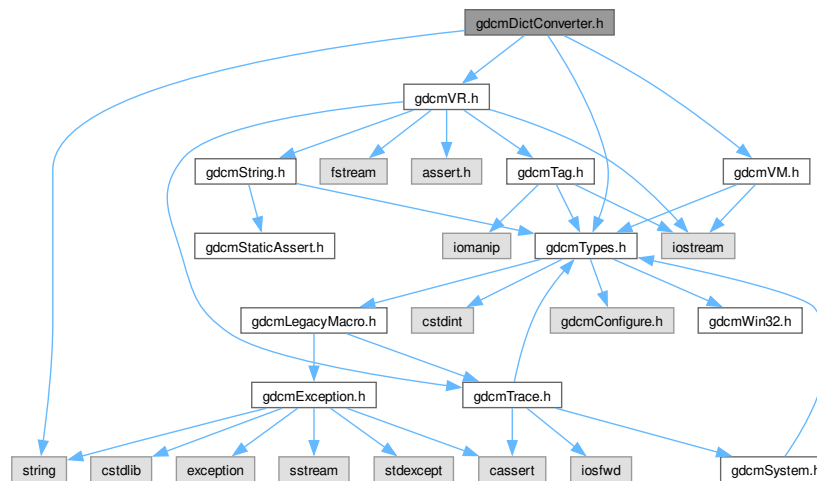 gdcmDictConverter.h
gdcmVR.h
gdcmString.h
fstream
assert.h
gdcmTag.h
gdcmVM.h
gdcmStaticAssert.h
iomanip
gdcmTypes.h
iostream
gdcmLegacyMacro.h
cstdint
gdcmConfigure.h
gdcmWin32.h
gdcmException.h
gdcmTrace.h
string
cstdlib
exception
sstream
stdexcept
cassert
iosfwd
gdcmSystem.h